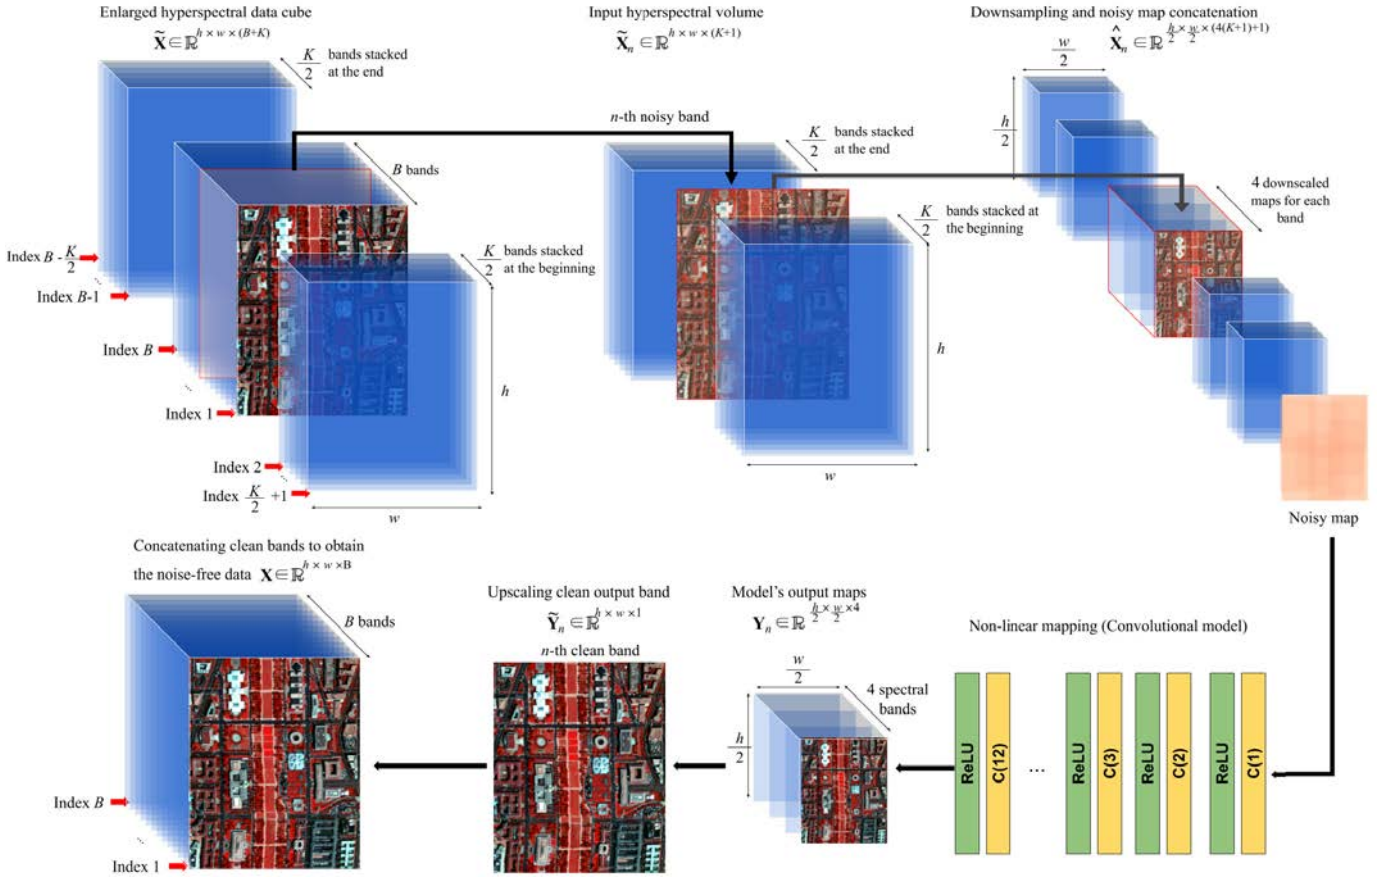 Enlarged hyperspectral data cube
X̃ ∈ ℝ^{h × w × (B+K)}
K/2 bands stacked
at the end
B bands
K/2 bands stacked
at the beginning
Index B - K/2
...
Index B-1
Index B
...
Index 1
Index 2
...
Index K/2 +1
h
w
Input hyperspectral volume
X̃_n ∈ ℝ^{h × w × (K+1)}
n-th noisy band
K/2 bands stacked
at the end
K/2 bands stacked at
the beginning
h
w
Downsampling and noisy map concatenation
X̂_n ∈ ℝ^{h/2 × w/2 × (4(K+1)+1)}
w/2
h/2
4 downscaled
maps for each
band
Noisy map
Concatenating clean bands to obtain
the noise-free data X ∈ ℝ^{h × w × B}
B bands
Index B
...
Index 1
Upscaling clean output band
Ỹ_n ∈ ℝ^{h × w × 1}
n-th clean band
Model's output maps
Y_n ∈ ℝ^{h/2 × w/2 × 4}
w/2
h/2
4 spectral
bands
Non-linear mapping (Convolutional model)
ReLU
C(12)
...
ReLU
C(3)
ReLU
C(2)
ReLU
C(1)